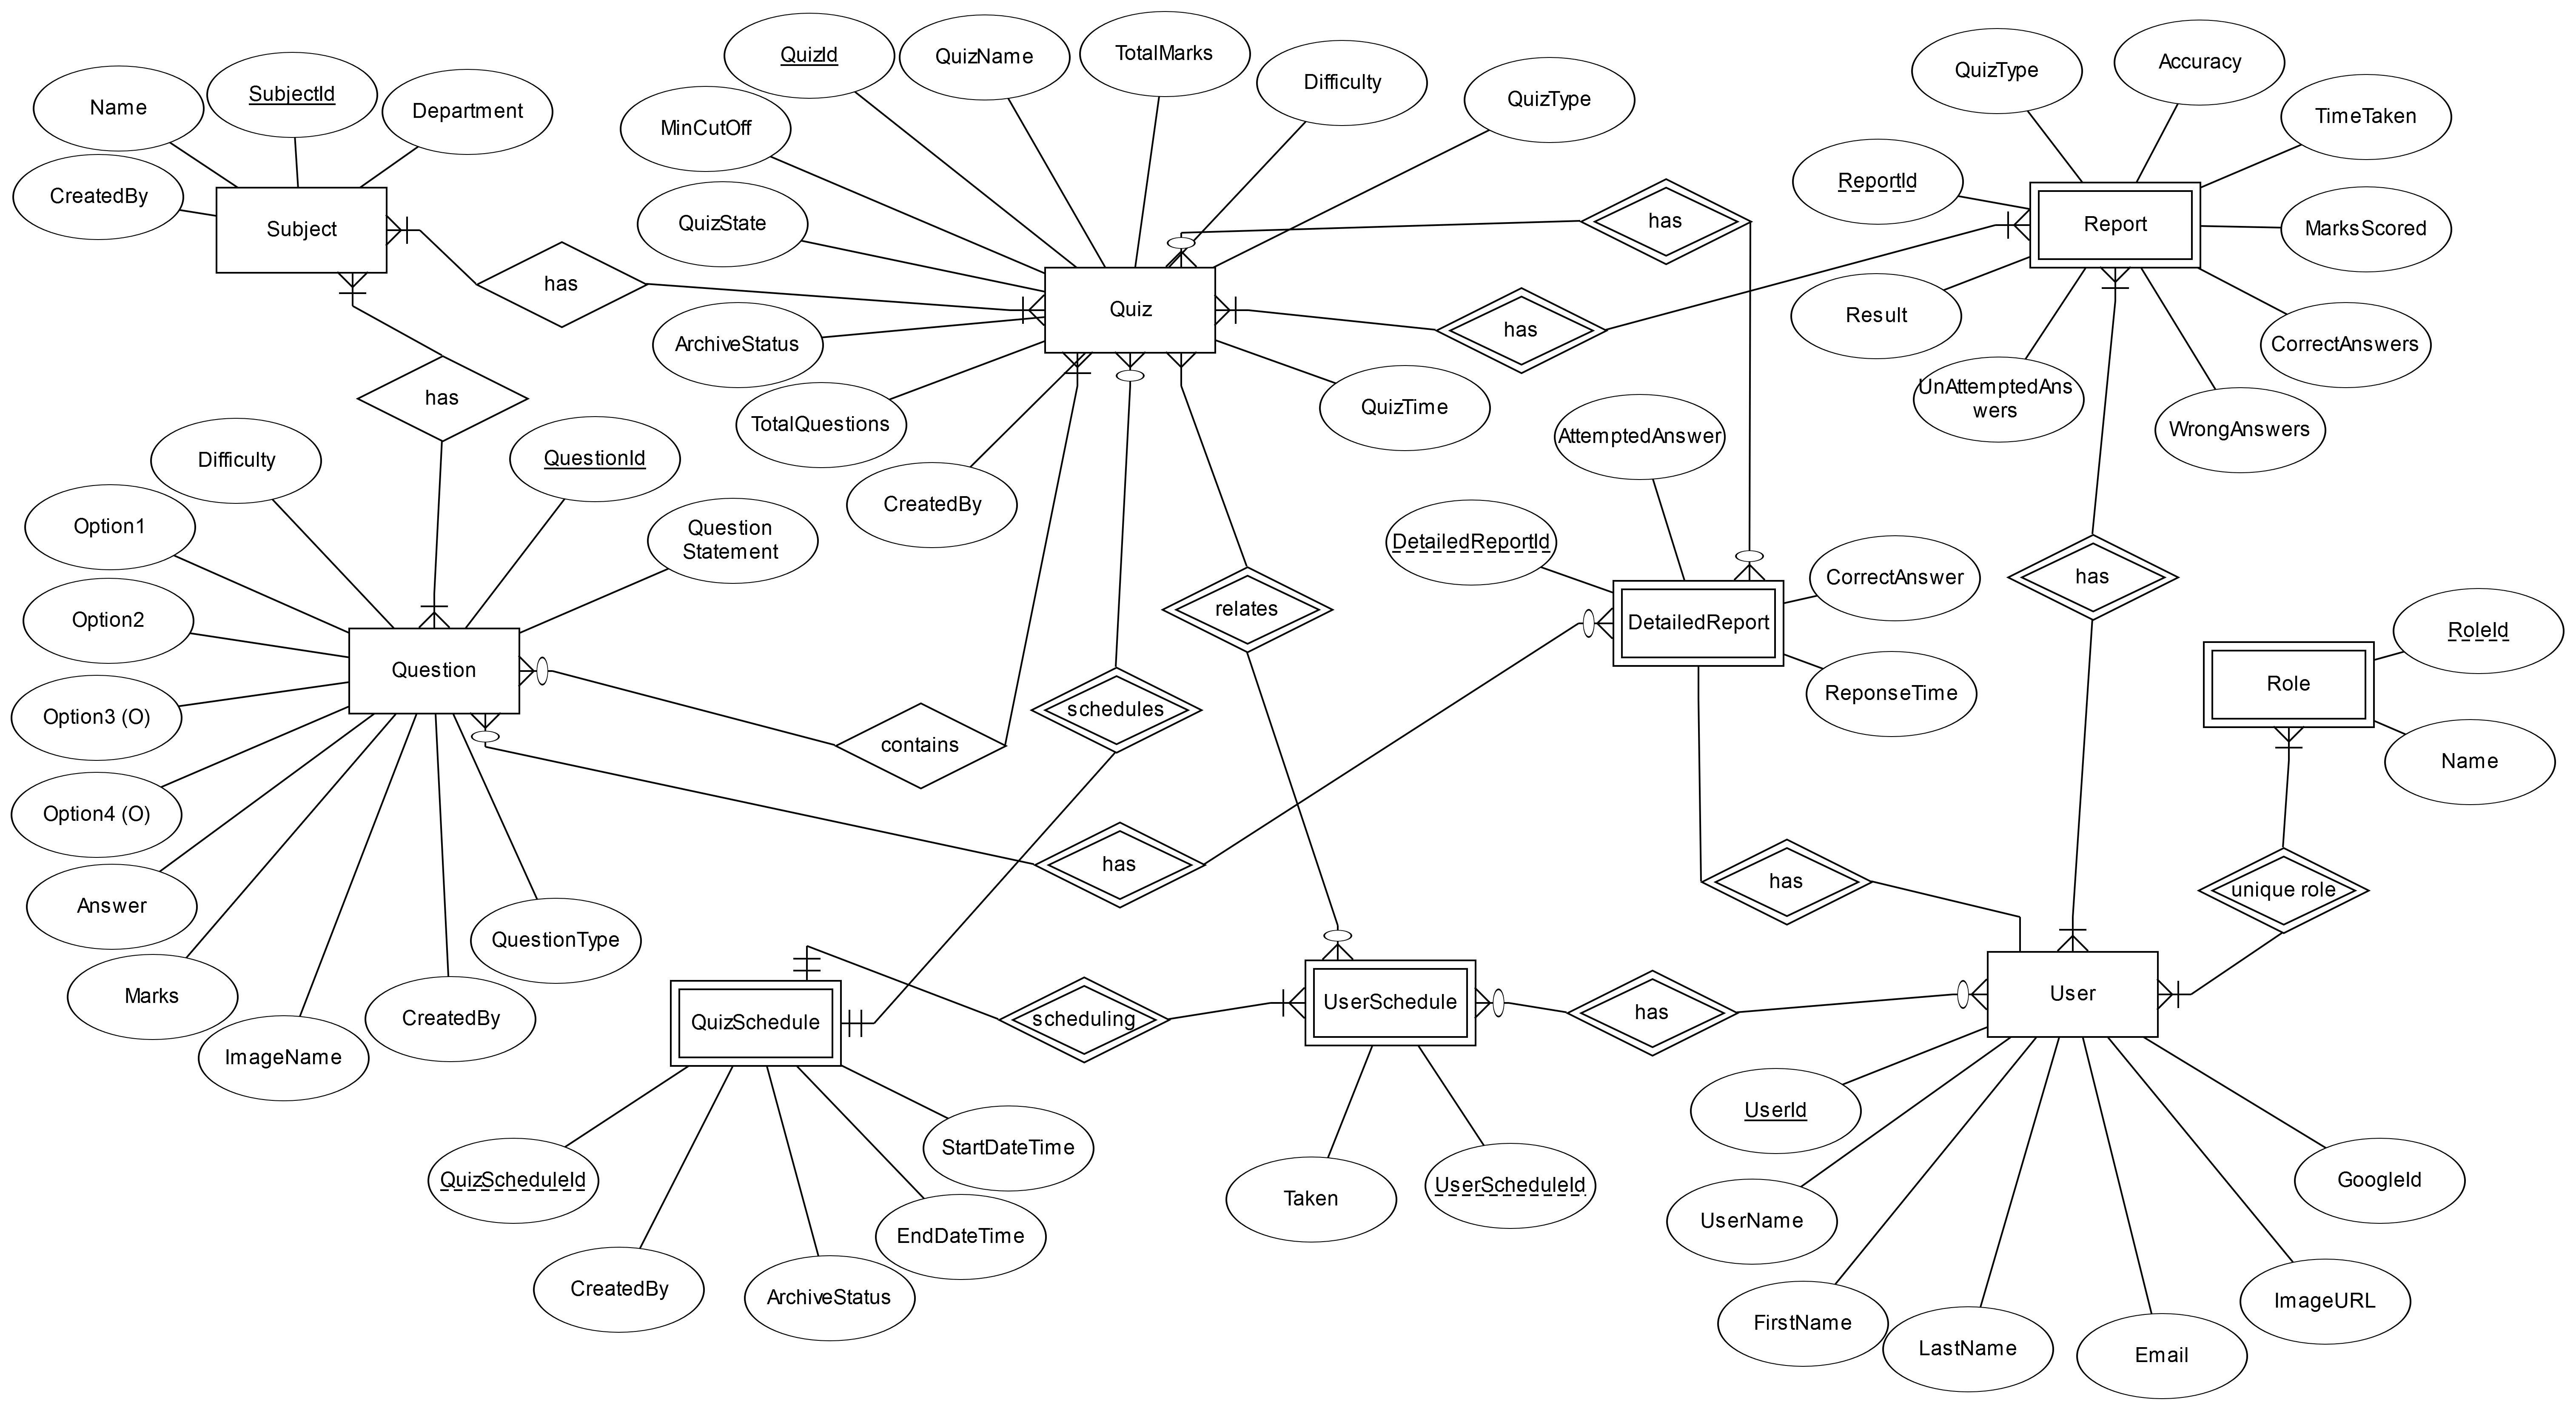 QuizId
QuizName
TotalMarks
Difficulty
QuizType
MinCutOff
QuizState
ArchiveStatus
TotalQuestions
CreatedBy
QuizTime
Quiz
Name
SubjectId
Department
CreatedBy
Subject
has
has
has
has
QuizType
Accuracy
TimeTaken
ReportId
MarksScored
Report
Result
CorrectAnswers
UnAttemptedAns
wers
WrongAnswers
Difficulty
QuestionId
Option1
Question
Statement
Option2
Question
Option3 (O)
Option4 (O)
Answer
Marks
ImageName
CreatedBy
QuestionType
contains
schedules
relates
has
AttemptedAnswer
DetailedReportId
CorrectAnswer
DetailedReport
ReponseTime
has
has
RoleId
Role
Name
unique role
QuizSchedule
scheduling
UserSchedule
has
User
QuizScheduleId
CreatedBy
ArchiveStatus
EndDateTime
StartDateTime
Taken
UserScheduleId
UserId
UserName
FirstName
LastName
Email
ImageURL
GoogleId